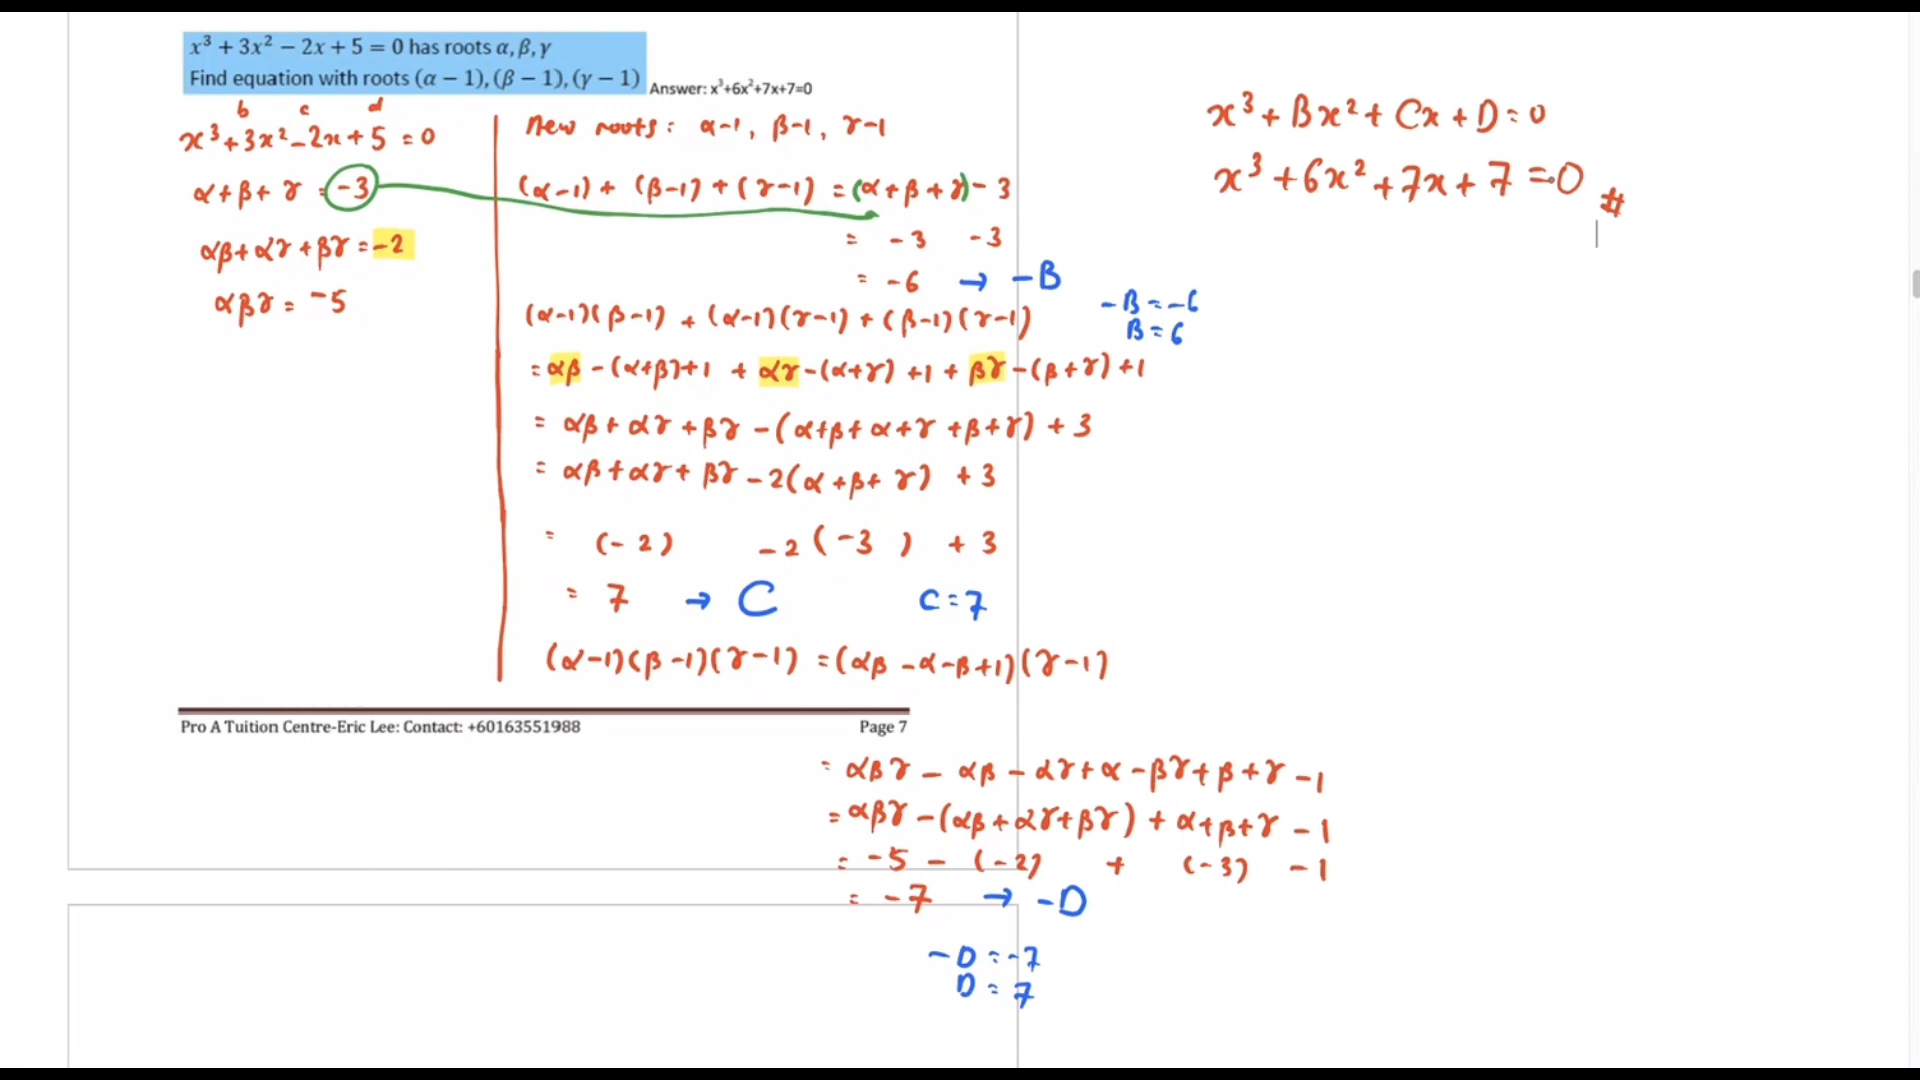 x³ + 3x² − 2x + 5 = 0 has roots α, β, γ
Find equation with roots (α − 1), (β − 1), (γ − 1)
Answer: x³+6x²+7x+7=0
b c d
x³+3x²-2x+5 = 0
α+β+γ = -3
αβ+αγ+βγ = -2
αβγ = -5
New roots: α-1, β-1, γ-1
(α-1)+(β-1)+(γ-1) = (α+β+γ)-3
= -3 -3
= -6 → -B
-B = -6
B = 6
(α-1)(β-1) + (α-1)(γ-1)+(β-1)(γ-1)
= αβ-(α+β)+1 + αγ-(α+γ)+1 + βγ-(β+γ)+1
= αβ+αγ+βγ-(α+β+α+γ+β+γ)+3
= αβ+αγ+βγ-2(α+β+γ) +3
= (-2) -2(-3) +3
= 7 → C C=7
(α-1)(β-1)(γ-1) = (αβ-α-β+1)(γ-1)
Pro A Tuition Centre-Eric Lee: Contact: +60163551988 Page 7
= αβγ-αβ-αγ+α-βγ+β+γ-1
= αβγ-(αβ+αγ+βγ)+α+β+γ-1
= -5-(-2) + (-3) -1
= -7 → -D
-D = -7
D = 7
x³+Bx²+Cx+D=0
x³+6x²+7x+7=0 #